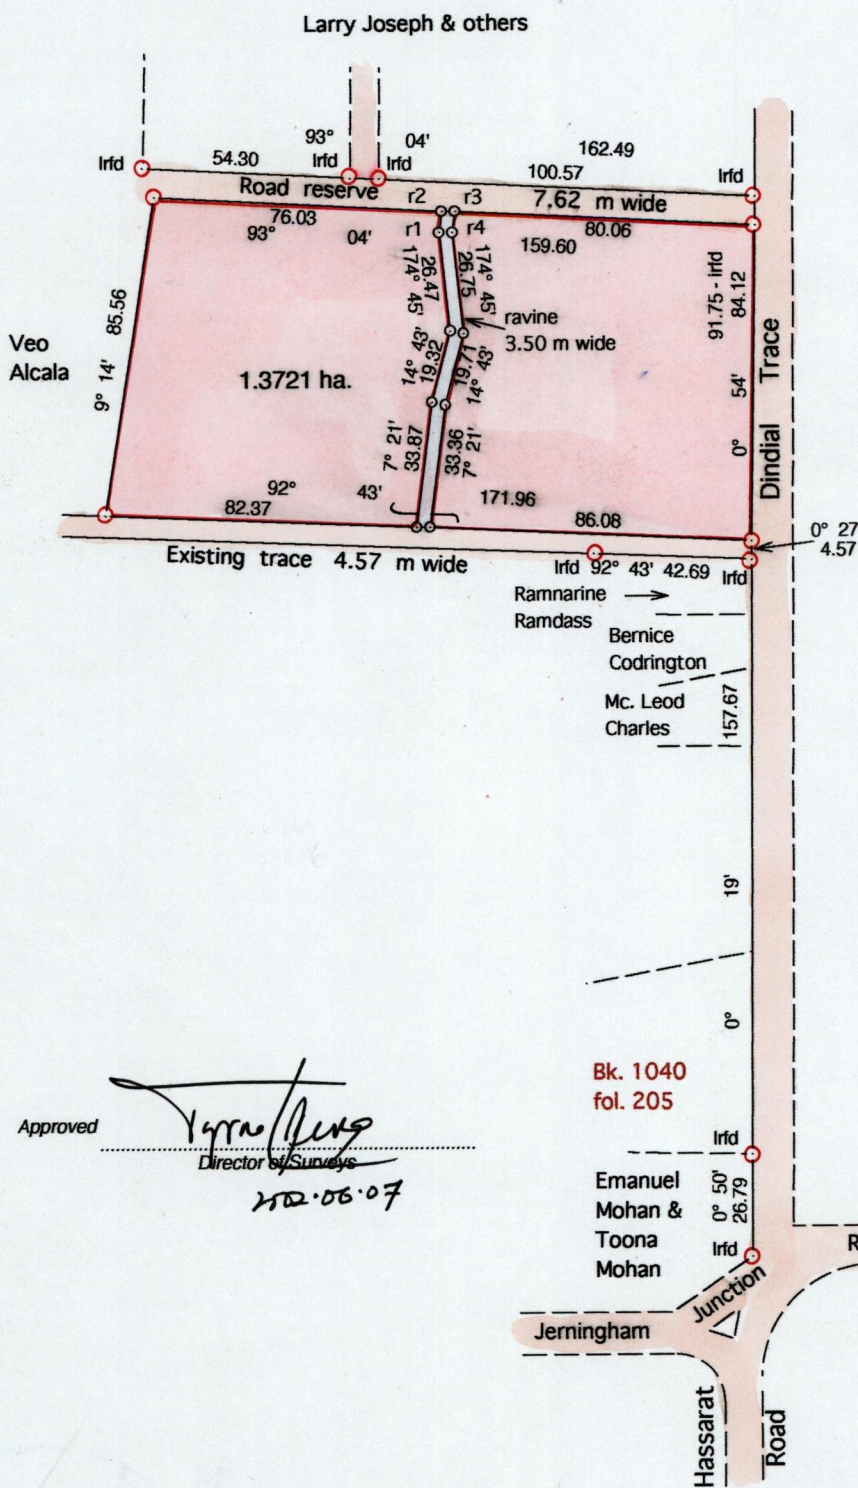 Larry Joseph & others
93° 04'
162.49
Irfd 54.30 Irfd Irfd 100.57 Irfd
Road reserve r2 r3 7.62 m wide
76.03 r1 r4 80.06
93° 04' 159.60
174° 45'
26.47
26.75
174° 45'
91.75 - irfd
84.12
0° 54'
Dindial Trace
ravine
3.50 m wide
Veo
Alcala
9° 14' 85.56
1.3721 ha.
14° 43'
19.32
19.71
14° 43'
7° 21'
33.87
33.36
7° 21'
92° 43'
82.37
171.96
86.08
0° 27
4.57
Existing trace 4.57 m wide
Irfd 92° 43' 42.69 Irfd
Ramnarine
Ramdass
Bernice
Codrington
Mc. Leod
Charles
0° 19' 157.67
Bk. 1040
fol. 205
Approved
Director of Surveys
2002.06.07
Irfd
Emanuel
Mohan &
Toona
Mohan
0° 50'
26.79
Irfd
Junction
R
Jerningham
Hassarat
Road